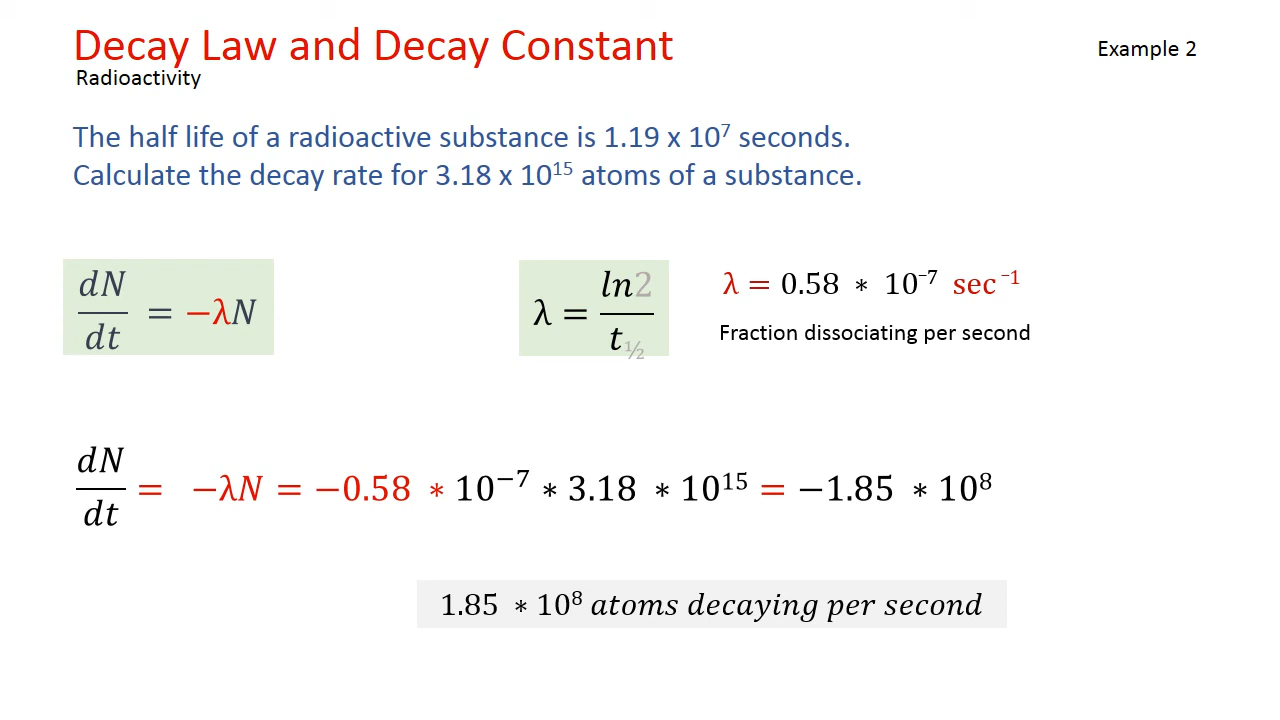 Decay Law and Decay Constant
Example 2
Radioactivity
The half life of a radioactive substance is 1.19 x 10⁷ seconds.
Calculate the decay rate for 3.18 x 10¹⁵ atoms of a substance.
dN/dt = −λN
λ = ln2/t½
λ = 0.58 ∗ 10⁻⁷ sec⁻¹
Fraction dissociating per second
dN/dt = −λN = −0.58 ∗ 10⁻⁷ ∗ 3.18 ∗ 10¹⁵ = −1.85 ∗ 10⁸
1.85 ∗ 10⁸ atoms decaying per second